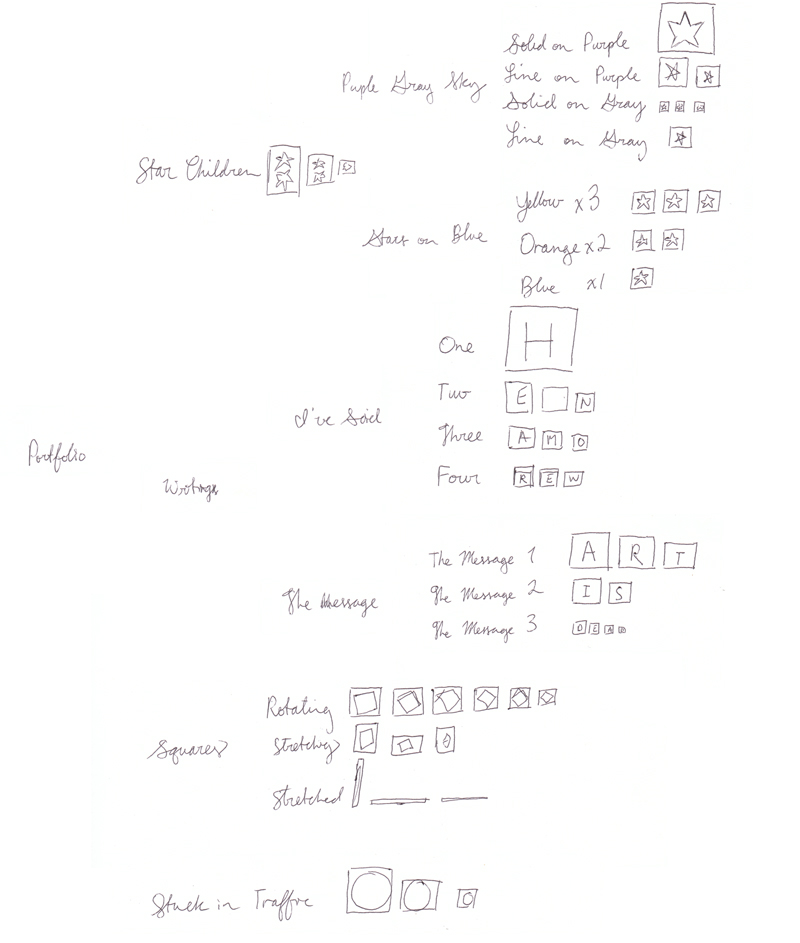 Solid on Purple
Purple Gray Sky
Line on Purple
Solid on Gray
Line on Gray
Star Children
Yellow x3
Stars on Blue
Orange x2
Blue x1
One H
Two E N
I've Said
Three A M O
Portfolio
Four R E W
Writings
The Message 1 A R T
The Message 2 I S
The Message
The Message 3 D E A D
Rotating
Squares
Stretching
Stretched
Stuck in Traffic